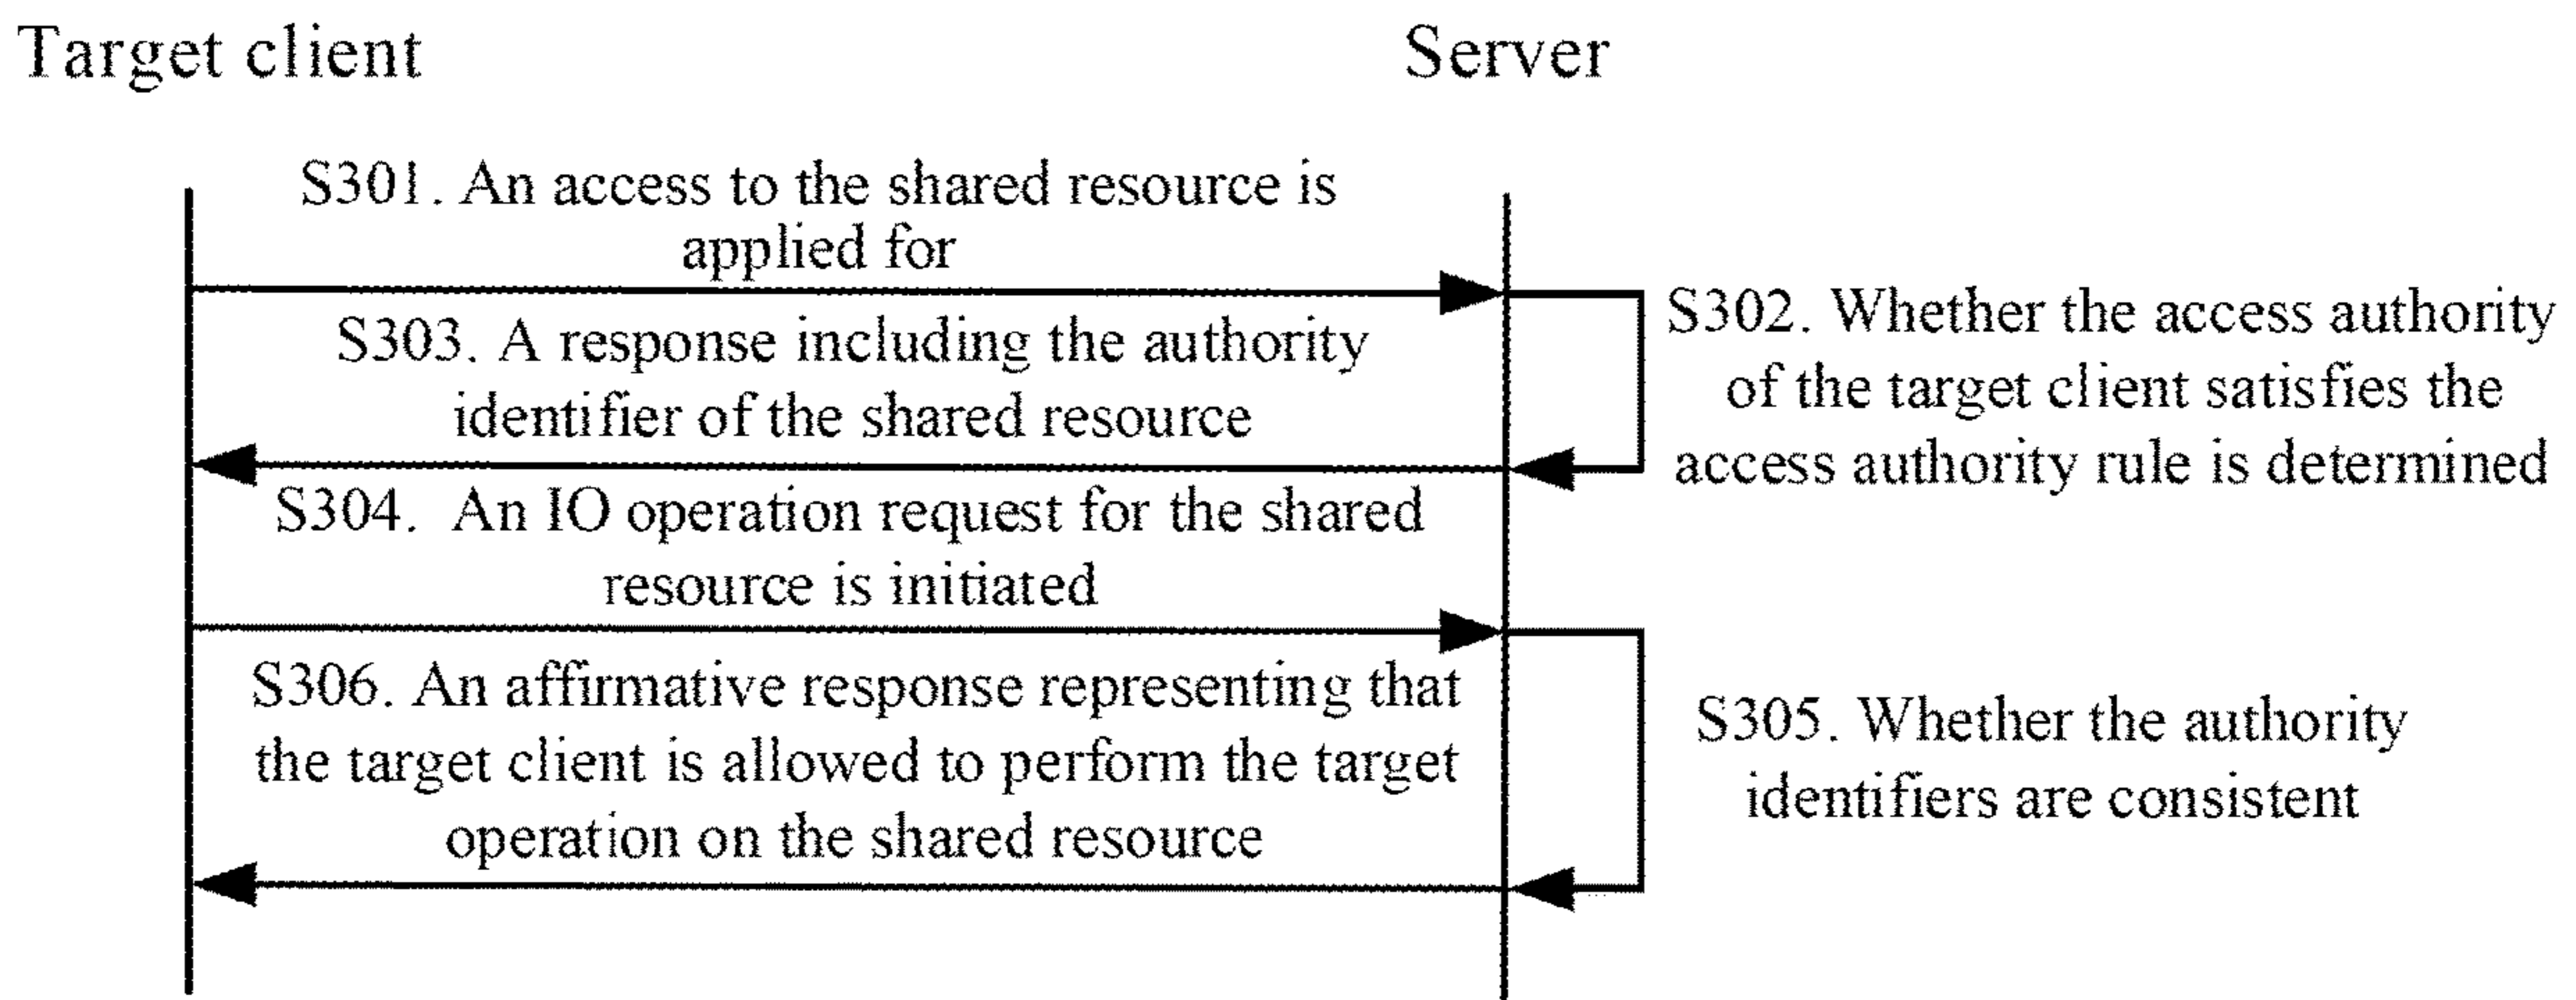 Target client
Server
S301. An access to the shared resource is
applied for
S302. Whether the access authority
of the target client satisfies the
access authority rule is determined
S303. A response including the authority
identifier of the shared resource
S304. An IO operation request for the shared
resource is initiated
S305. Whether the authority
identifiers are consistent
S306. An affirmative response representing that
the target client is allowed to perform the target
operation on the shared resource